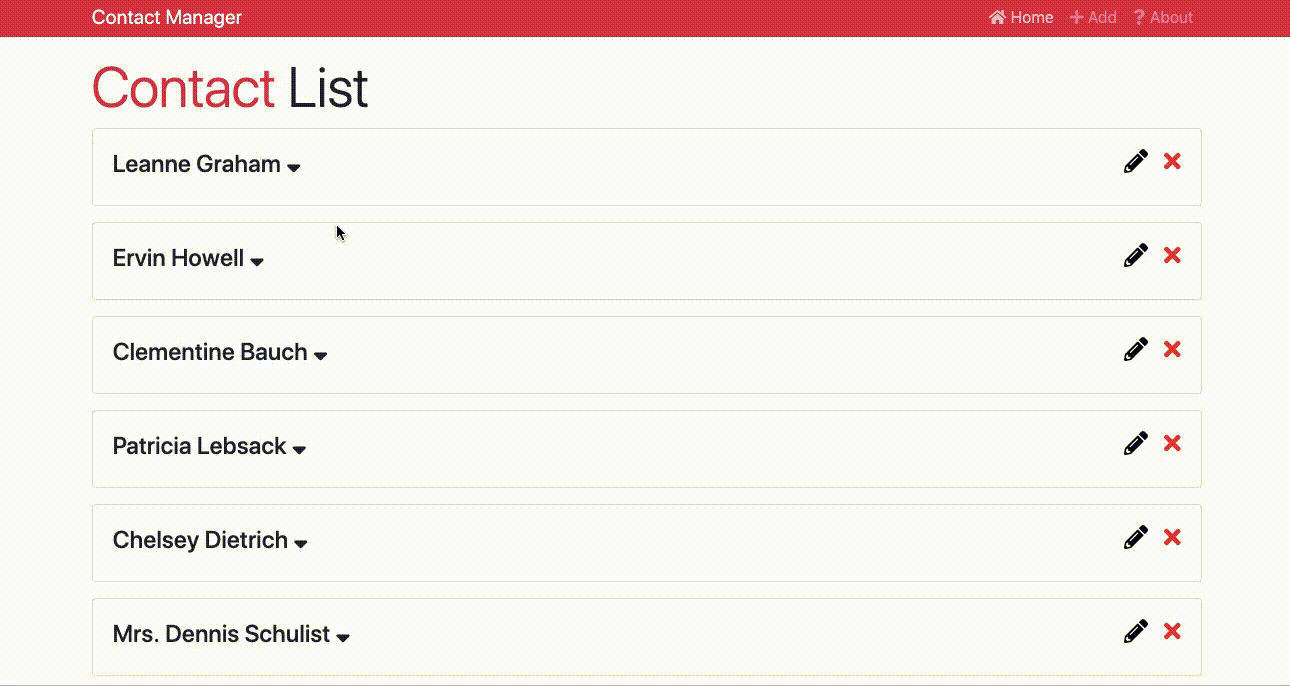 Contact Manager Home Add ? About
Contact List
Leanne Graham
Ervin Howell
Clementine Bauch
Patricia Lebsack
Chelsey Dietrich
Mrs. Dennis Schulist